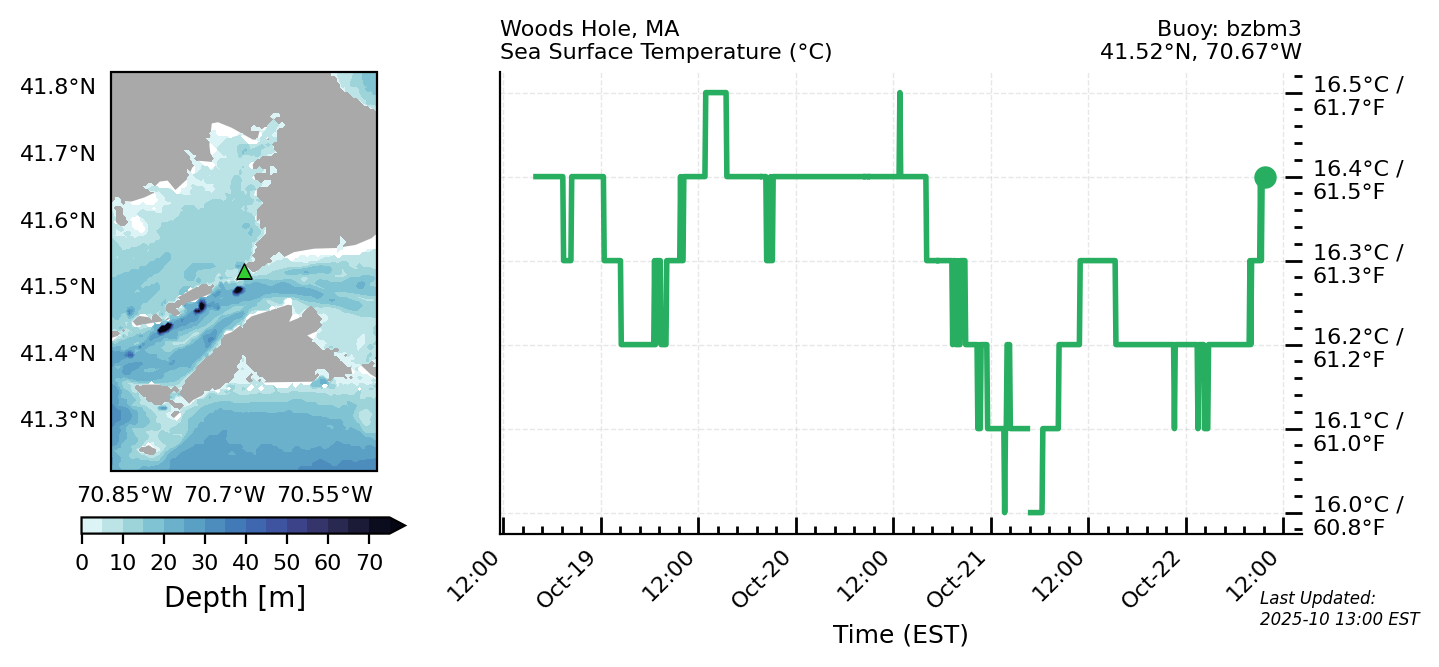 Woods Hole, MA
Sea Surface Temperature (°C)
Buoy: bzbm3
41.52°N, 70.67°W
41.8°N
41.7°N
41.6°N
41.5°N
41.4°N
41.3°N
70.85°W 70.7°W 70.55°W
0 10 20 30 40 50 60 70
Depth [m]
16.5°C /
61.7°F
16.4°C /
61.5°F
16.3°C /
61.3°F
16.2°C /
61.2°F
16.1°C /
61.0°F
16.0°C /
60.8°F
12:00 Oct-19 12:00 Oct-20 12:00 Oct-21 12:00 Oct-22 12:00
Time (EST)
Last Updated:
2025-10 13:00 EST